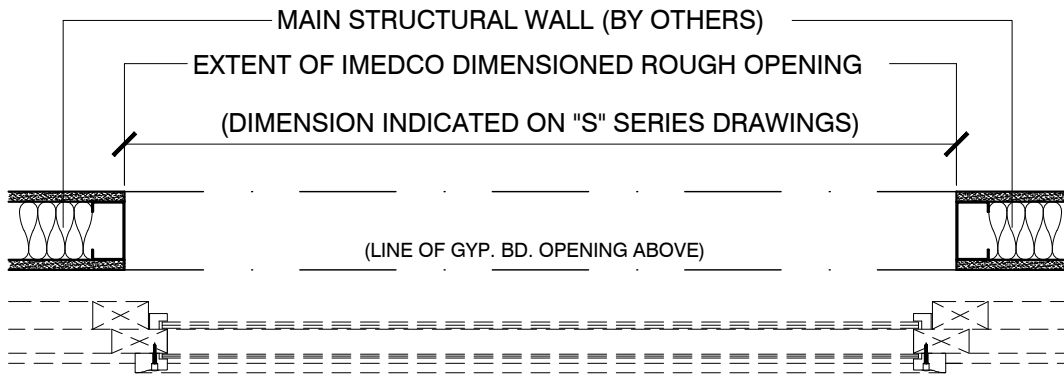 MAIN STRUCTURAL WALL (BY OTHERS)
EXTENT OF IMEDCO DIMENSIONED ROUGH OPENING
(DIMENSION INDICATED ON "S" SERIES DRAWINGS)
(LINE OF GYP. BD. OPENING ABOVE)